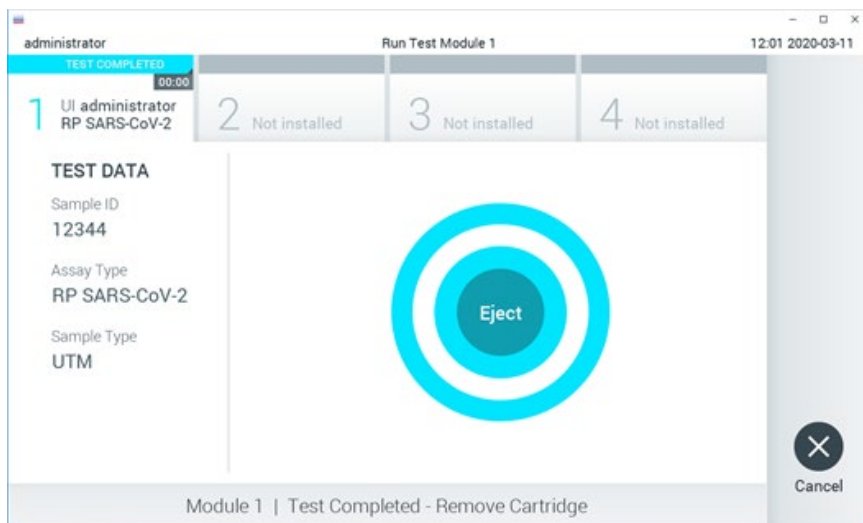 administrator
Run Test Module 1
12:01 2020-03-11
TEST COMPLETED
00:00
1
UI administrator
RP SARS-CoV-2
2 Not installed
3 Not installed
4 Not installed
TEST DATA
Sample ID
12344
Assay Type
RP SARS-CoV-2
Sample Type
UTM
Eject
Cancel
Module 1 | Test Completed - Remove Cartridge